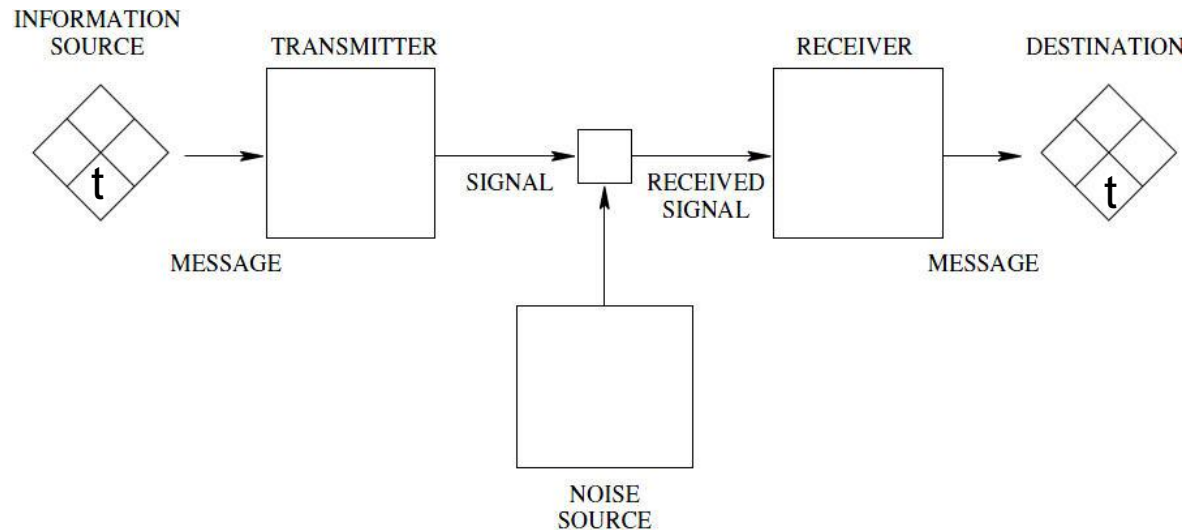 INFORMATION
SOURCE
TRANSMITTER
RECEIVER
DESTINATION
t
t
SIGNAL
RECEIVED
SIGNAL
MESSAGE
MESSAGE
NOISE
SOURCE